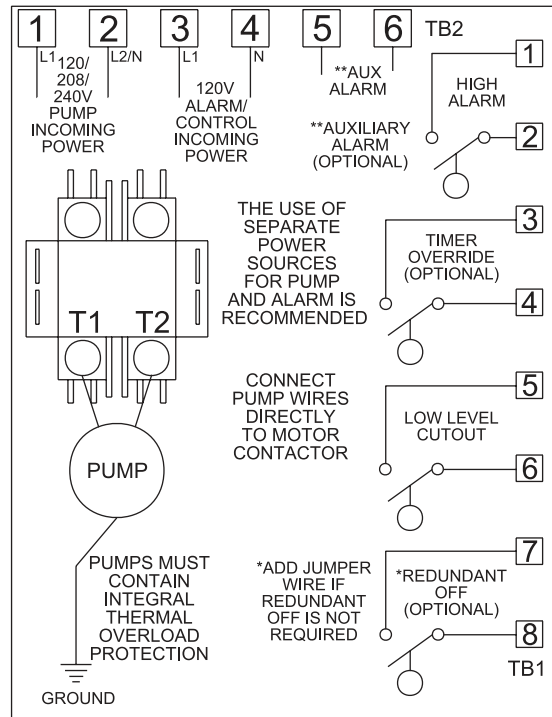 1
2
3
4
5
6
TB2
L1
L2/N
L1
N
120/
208/
240V
PUMP
INCOMING
POWER
120V
ALARM/
CONTROL
INCOMING
POWER
**AUX
ALARM
**AUXILIARY
ALARM
(OPTIONAL)
1
HIGH
ALARM
2
THE USE OF
SEPARATE
POWER
SOURCES
FOR PUMP
AND ALARM IS
RECOMMENDED
3
TIMER
OVERRIDE
(OPTIONAL)
4
T1
T2
CONNECT
PUMP WIRES
DIRECTLY
TO MOTOR
CONTACTOR
5
LOW LEVEL
CUTOUT
6
PUMP
PUMPS MUST
CONTAIN
INTEGRAL
THERMAL
OVERLOAD
PROTECTION
GROUND
*ADD JUMPER
WIRE IF
REDUNDANT
OFF IS NOT
REQUIRED
7
*REDUNDANT
OFF
(OPTIONAL)
8
TB1